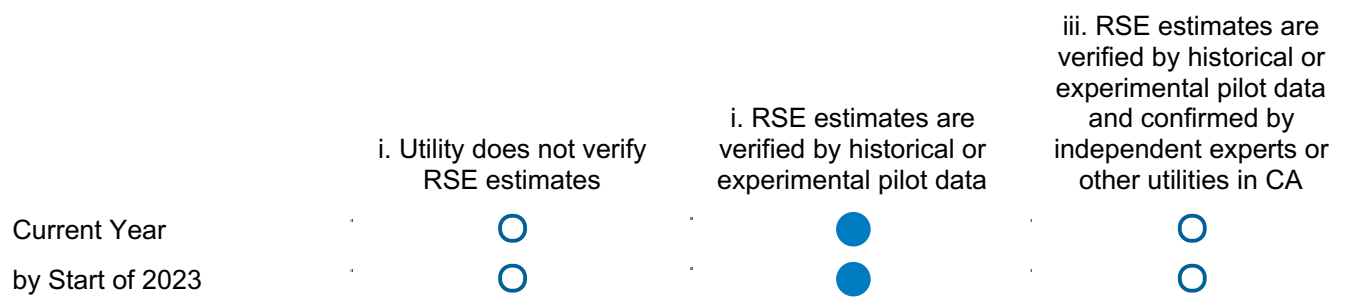 i. Utility does not verify
RSE estimates
i. RSE estimates are
verified by historical or
experimental pilot data
iii. RSE estimates are
verified by historical or
experimental pilot data
and confirmed by
independent experts or
other utilities in CA
Current Year
by Start of 2023